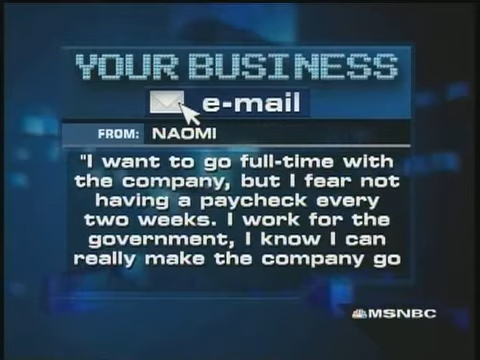 YOUR BUSINESS
e-mail
FROM: NAOMI
"I want to go full-time with
the company, but I fear not
having a paycheck every
two weeks. I work for the
government, I know I can
really make the company go
MSNBC